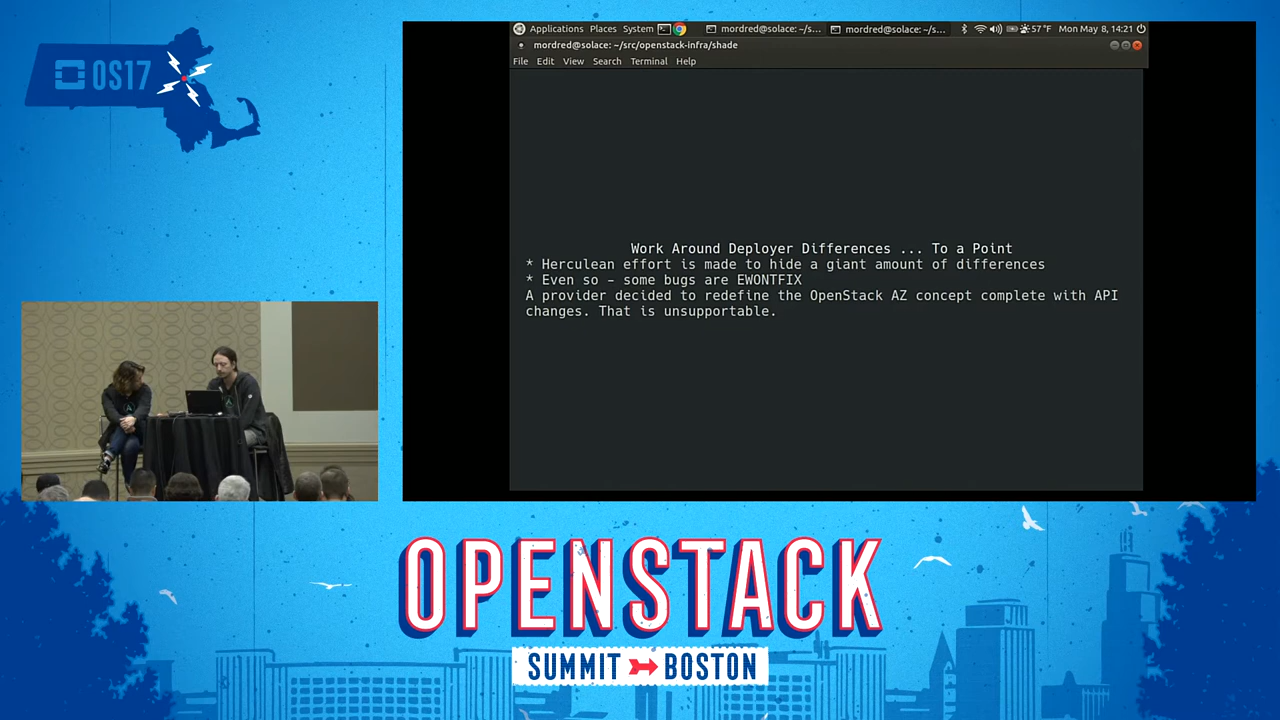 OS17
Applications Places System mordred@solace: ~/s... mordred@solace: ~/s... 57 °F Mon May 8, 14:21
mordred@solace: ~/src/openstack-infra/shade
File Edit View Search Terminal Help
Work Around Deployer Differences ... To a Point
* Herculean effort is made to hide a giant amount of differences
* Even so - some bugs are EWONTFIX
A provider decided to redefine the OpenStack AZ concept complete with API
changes. That is unsupportable.
OPENSTACK
SUMMIT BOSTON